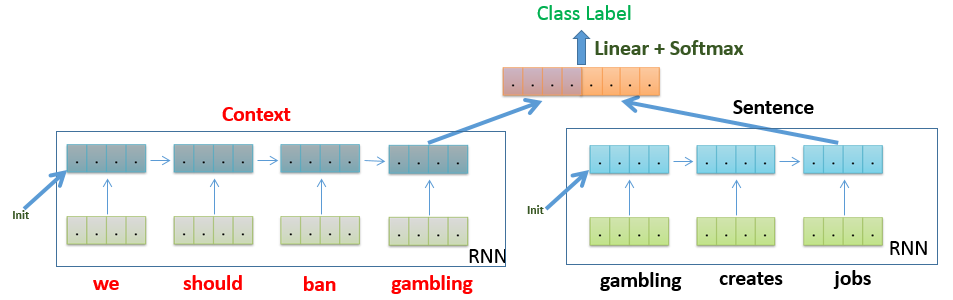 Class Label
Linear + Softmax
Context
Sentence
Init
Init
RNN
RNN
we should ban gambling
gambling creates jobs